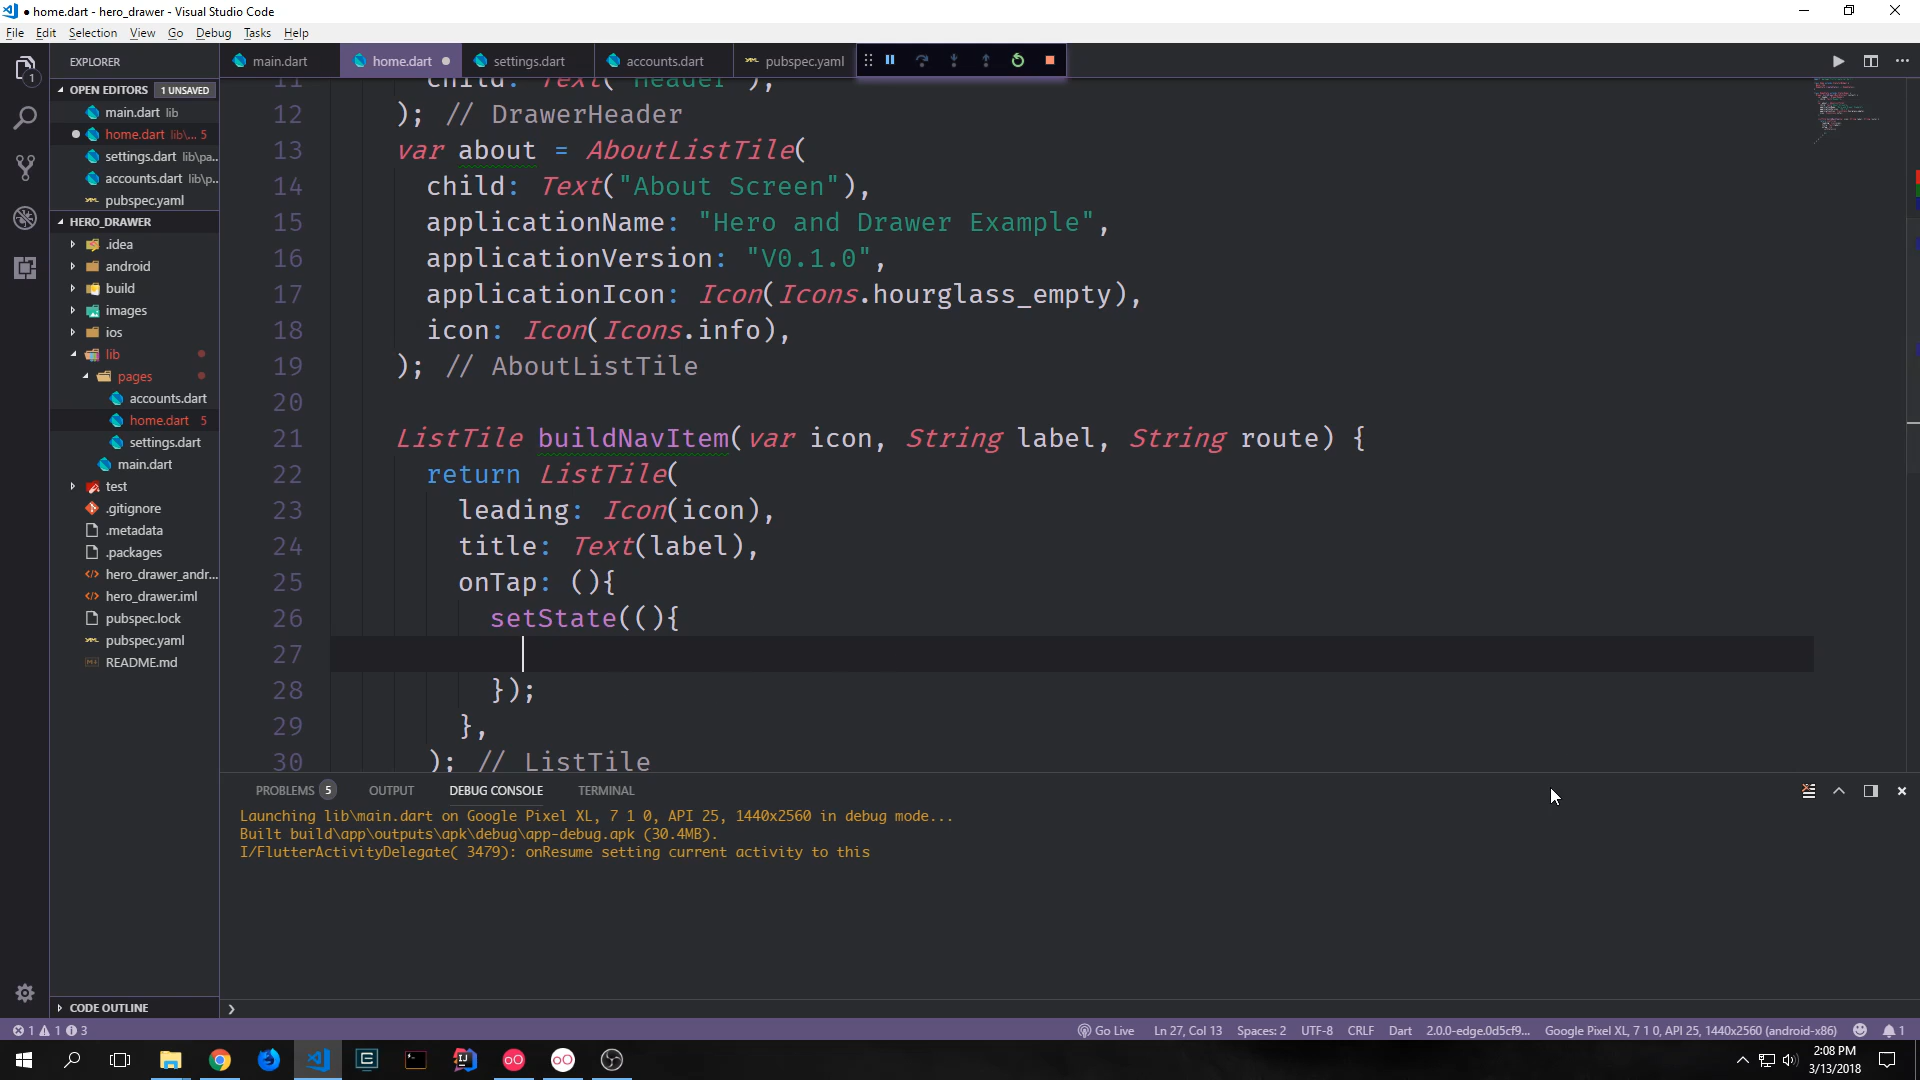 home.dart - hero_drawer - Visual Studio Code
File Edit Selection View Go Debug Tasks Help
EXPLORER
main.dart
home.dart
settings.dart
accounts.dart
pubspec.yaml
1
OPEN EDITORS 1 UNSAVED
main.dart lib
home.dart lib\... 5
settings.dart lib\pa...
accounts.dart lib\p...
pubspec.yaml
HERO_DRAWER
.idea
android
build
images
ios
lib
pages
accounts.dart
home.dart 5
settings.dart
main.dart
test
.gitignore
.metadata
.packages
hero_drawer_andr...
hero_drawer.iml
pubspec.lock
pubspec.yaml
README.md
CODE OUTLINE
11 child: Text("Header"),
12 ); // DrawerHeader
13 var about = AboutListTile(
14 child: Text("About Screen"),
15 applicationName: "Hero and Drawer Example",
16 applicationVersion: "V0.1.0",
17 applicationIcon: Icon(Icons.hourglass_empty),
18 icon: Icon(Icons.info),
19 ); // AboutListTile
20
21 ListTile buildNavItem(var icon, String label, String route) {
22 return ListTile(
23 leading: Icon(icon),
24 title: Text(label),
25 onTap: (){
26 setState((){
27
28 });
29 },
30 ); // ListTile
PROBLEMS 5 OUTPUT DEBUG CONSOLE TERMINAL
Launching lib\main.dart on Google Pixel XL, 7 1 0, API 25, 1440x2560 in debug mode...
Built build\app\outputs\apk\debug\app-debug.apk (30.4MB).
I/FlutterActivityDelegate( 3479): onResume setting current activity to this
1 1 3
Go Live Ln 27, Col 13 Spaces: 2 UTF-8 CRLF Dart 2.0.0-edge.0d5cf9... Google Pixel XL, 7 1 0, API 25, 1440x2560 (android-x86) 1
2:08 PM
3/13/2018